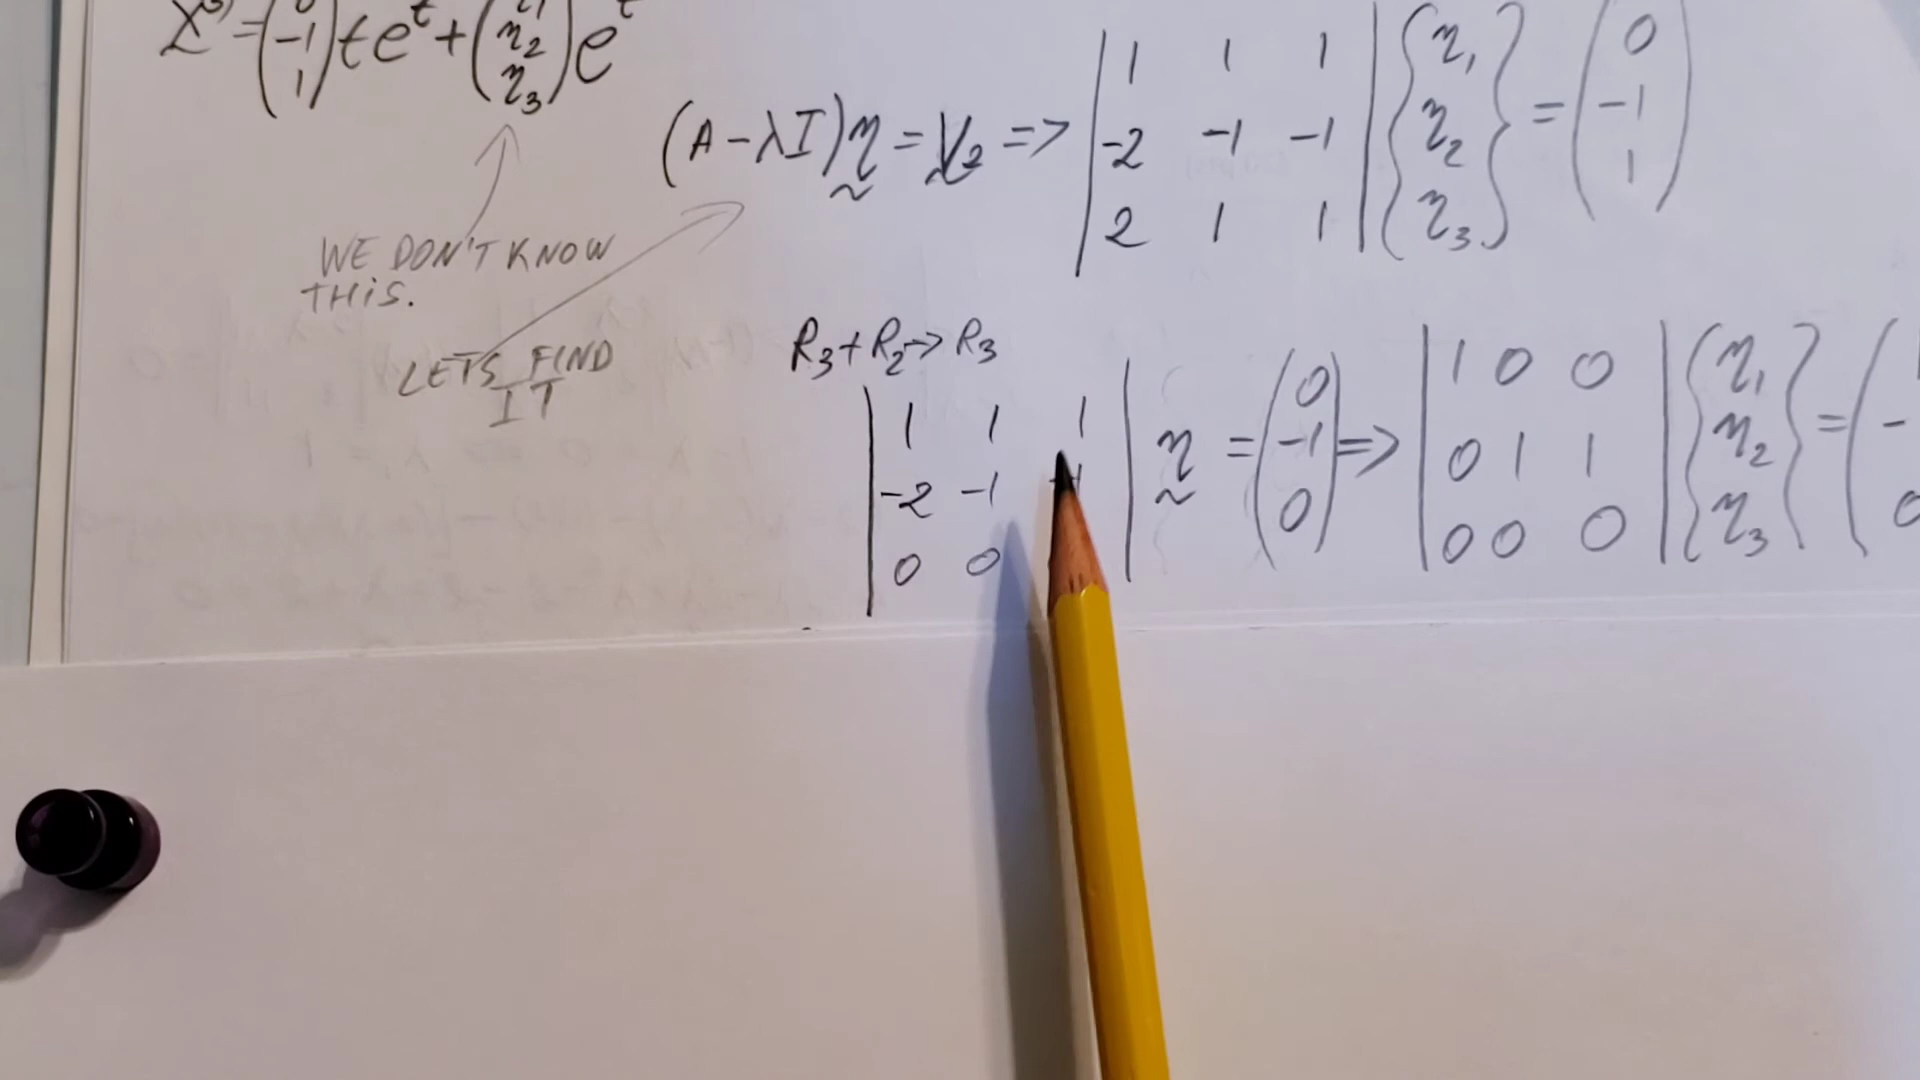 X = ( -1 1 ) t e^t + ( η2 η3 ) e^t
(A - λI) η = V2 => | 1 1 1 | { η1 } = ( 0 )
| -2 -1 -1 | { η2 } ( -1 )
| 2 1 1 | { η3 } ( 1 )
WE DON'T KNOW
THIS.
LETS FIND
IT
R3 + R2 -> R3
| 1 1 1 | η = ( 0 ) => | 1 0 0 | { η1 } = (
| -2 -1 -1 | ( -1 ) | 0 1 1 | { η2 } -
| 0 0 | ( 0 ) | 0 0 0 | { η3 } 0